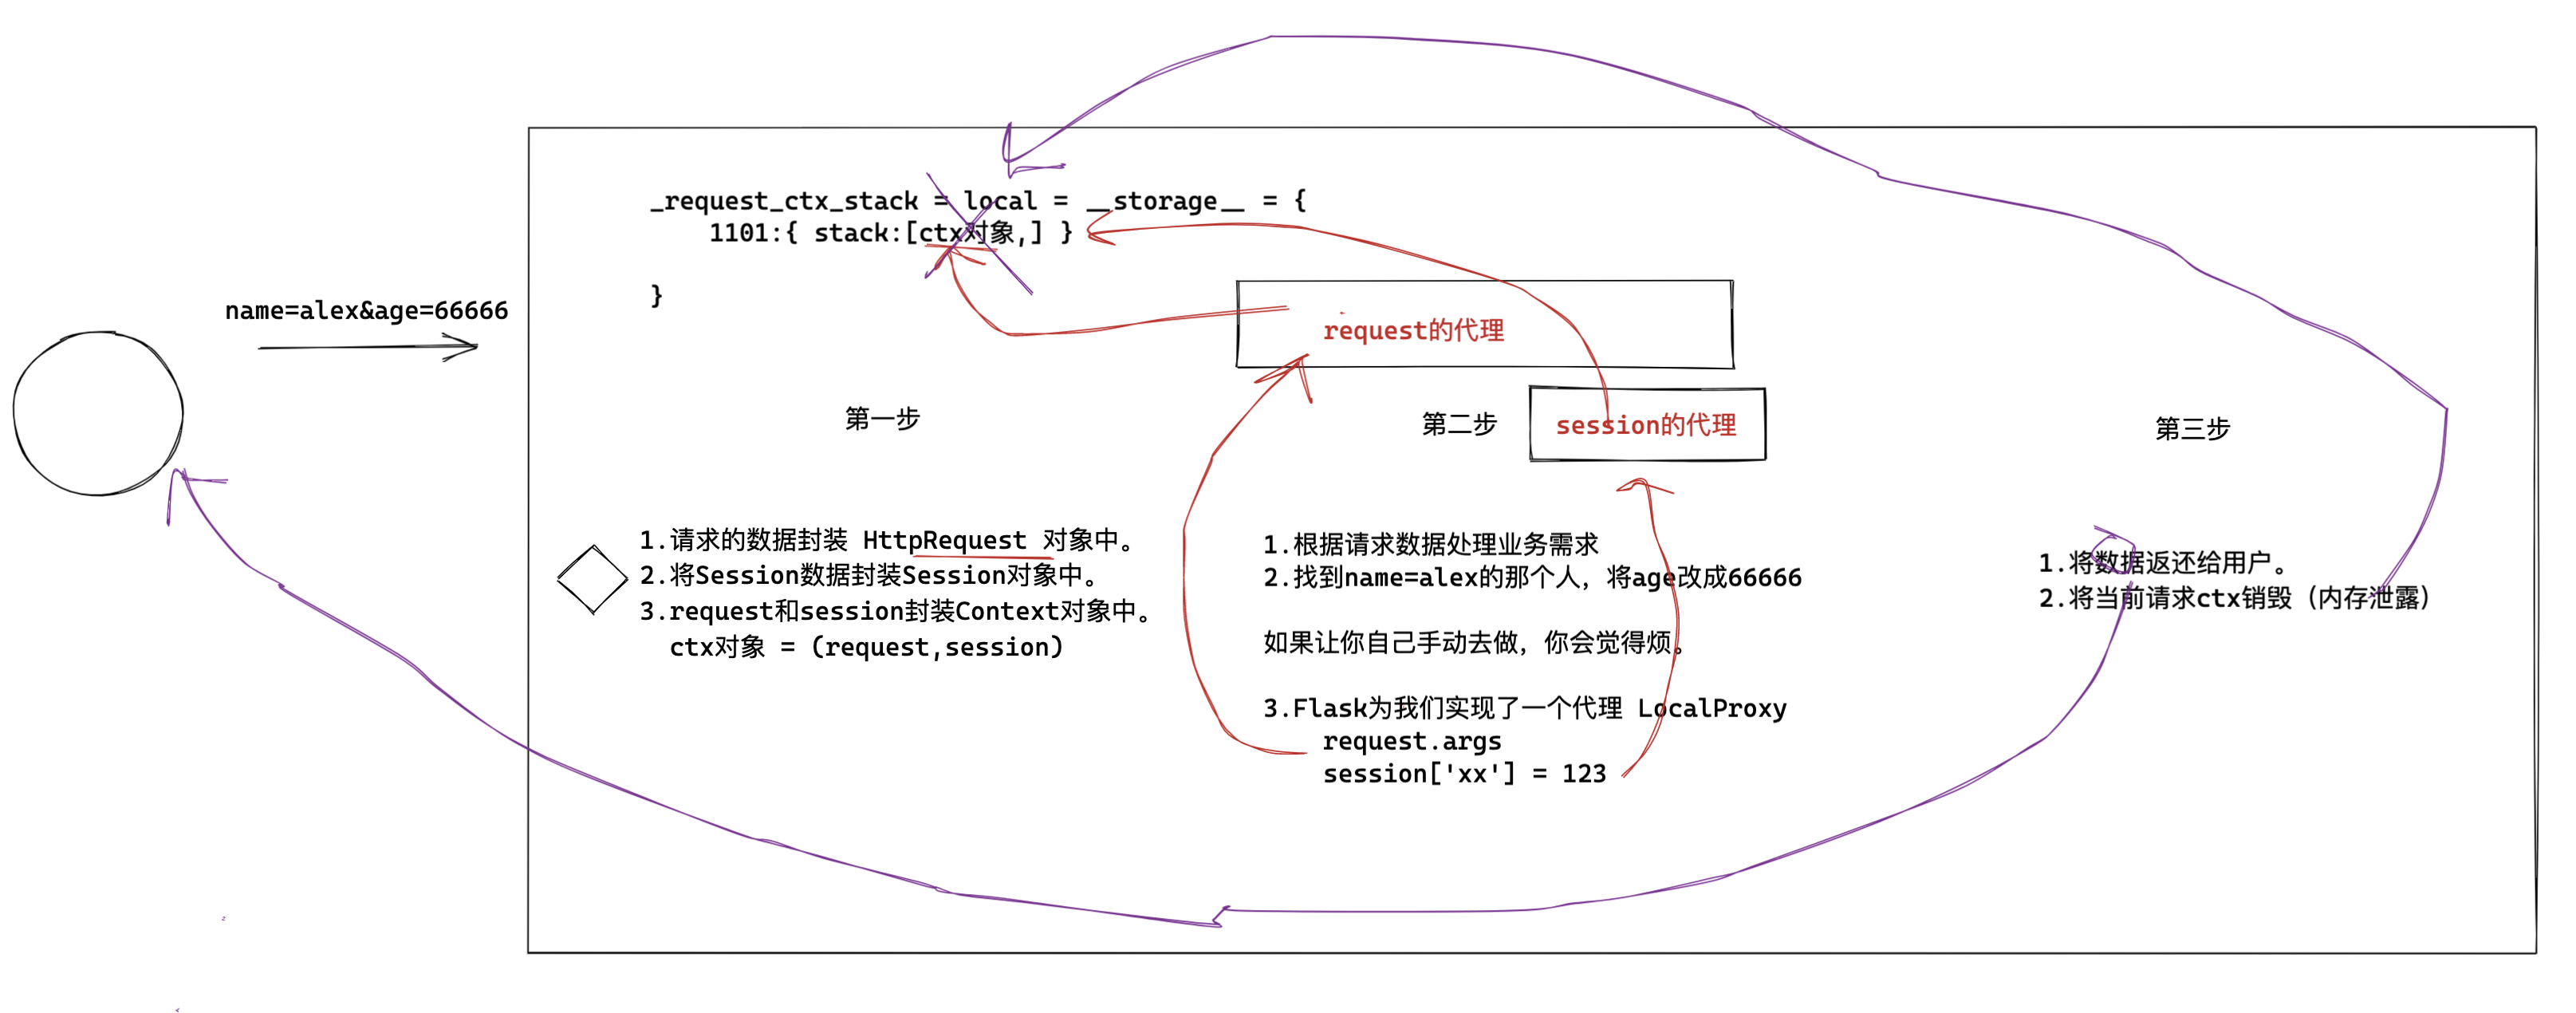 _request_ctx_stack = local = __storage__ = {
1101:{ stack:[ctx对象,] }
}
name=alex&age=66666
request的代理
第一步
第二步
session的代理
第三步
1.请求的数据封装 HttpRequest 对象中。
2.将Session数据封装Session对象中。
3.request和session封装Context对象中。
ctx对象 = (request,session)
1.根据请求数据处理业务需求
2.找到name=alex的那个人，将age改成66666
如果让你自己手动去做，你会觉得烦。
3.Flask为我们实现了一个代理 LocalProxy
request.args
session['xx'] = 123
1.将数据返还给用户。
2.将当前请求ctx销毁（内存泄露）